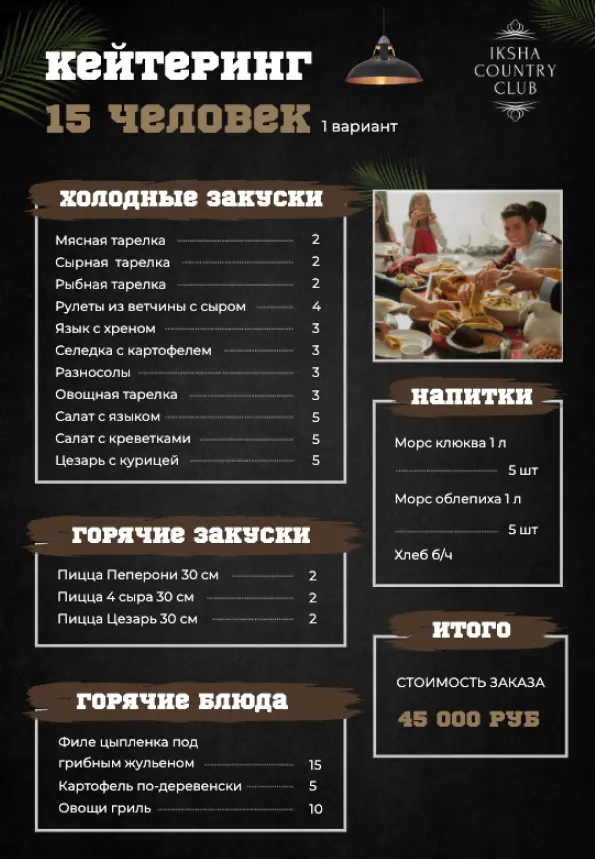 КЕЙТЕРИНГ
15 ЧЕЛОВЕК 1 вариант
IKSHA
COUNTRY
CLUB
ХОЛОДНЫЕ ЗАКУСКИ
Мясная тарелка 2
Сырная тарелка 2
Рыбная тарелка 2
Рулеты из ветчины с сыром 4
Язык с хреном 3
Селедка с картофелем 3
Разносолы 3
Овощная тарелка 3
Салат с языком 5
Салат с креветками 5
Цезарь с курицей 5
ГОРЯЧИЕ ЗАКУСКИ
Пицца Пеперони 30 см 2
Пицца 4 сыра 30 см 2
Пицца Цезарь 30 см 2
ГОРЯЧИЕ БЛЮДА
Филе цыпленка под
грибным жульеном 15
Картофель по-деревенски 5
Овощи гриль 10
НАПИТКИ
Морс клюква 1 л
5 шт
Морс облепиха 1 л
5 шт
Хлеб б/ч
ИТОГО
СТОИМОСТЬ ЗАКАЗА
45 000 РУБ